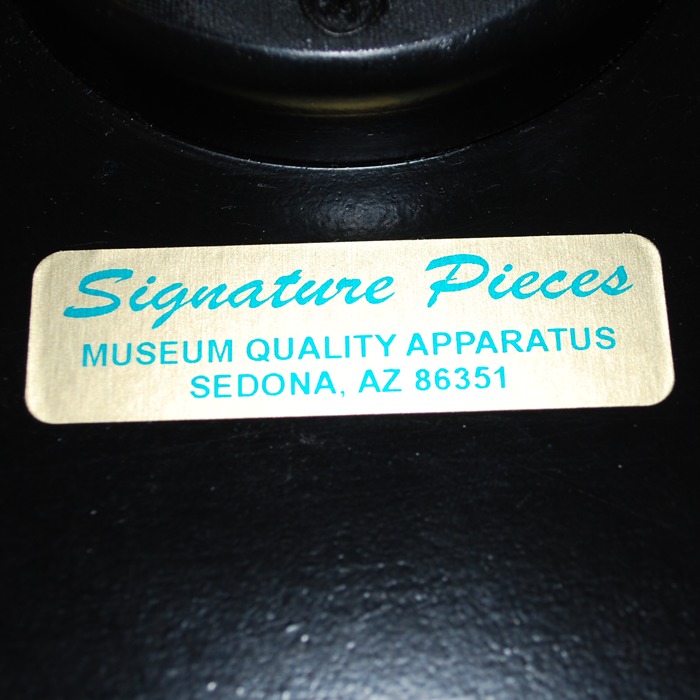 Signature Pieces
MUSEUM QUALITY APPARATUS
SEDONA, AZ 86351